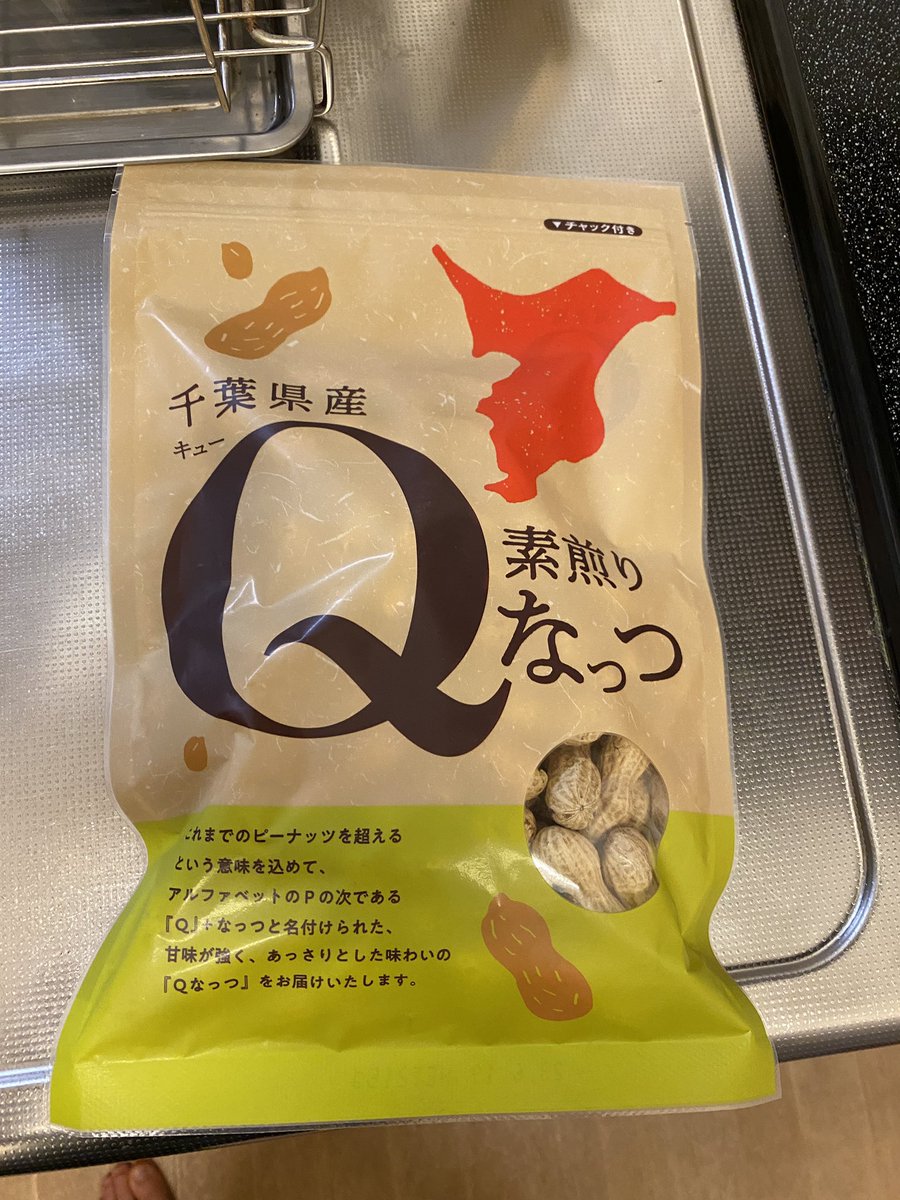 ▼チャック付き
千葉県産
キュー
Q
素煎り
なっつ
これまでのピーナッツを超える
という意味を込めて、
アルファベットのPの次である
『Q』+なっつと名付けられた、
甘味が強く、あっさりとした味わいの
『Qなっつ』をお届けいたします。